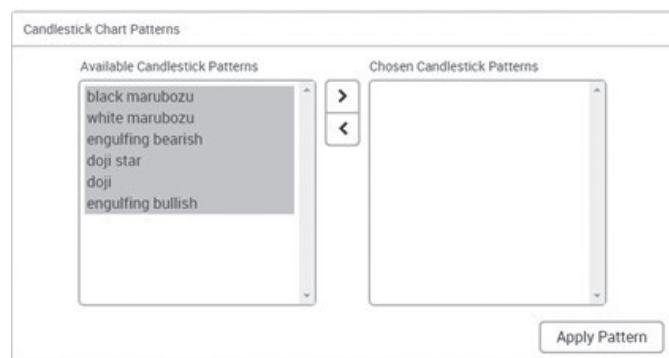 Candlestick Chart Patterns
Available Candlestick Patterns
Chosen Candlestick Patterns
black marubozu
white marubozu
engulfing bearish
doji star
doji
engulfing bullish
Apply Pattern